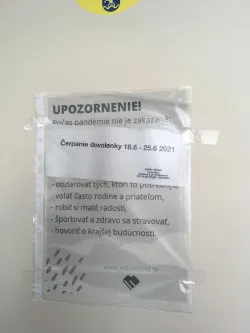 UPOZORNENIE!
Počas pandémie nie je zakázané:
Čerpanie dovolenky 18.6 - 25.6 2021
- obdarovať tých, ktorí to potrebujú,
- volať často rodine a priateľom,
- robiť si malé radosti,
- športovať a zdravo sa stravovať,
- hovoriť o krajšej budúcnosti.